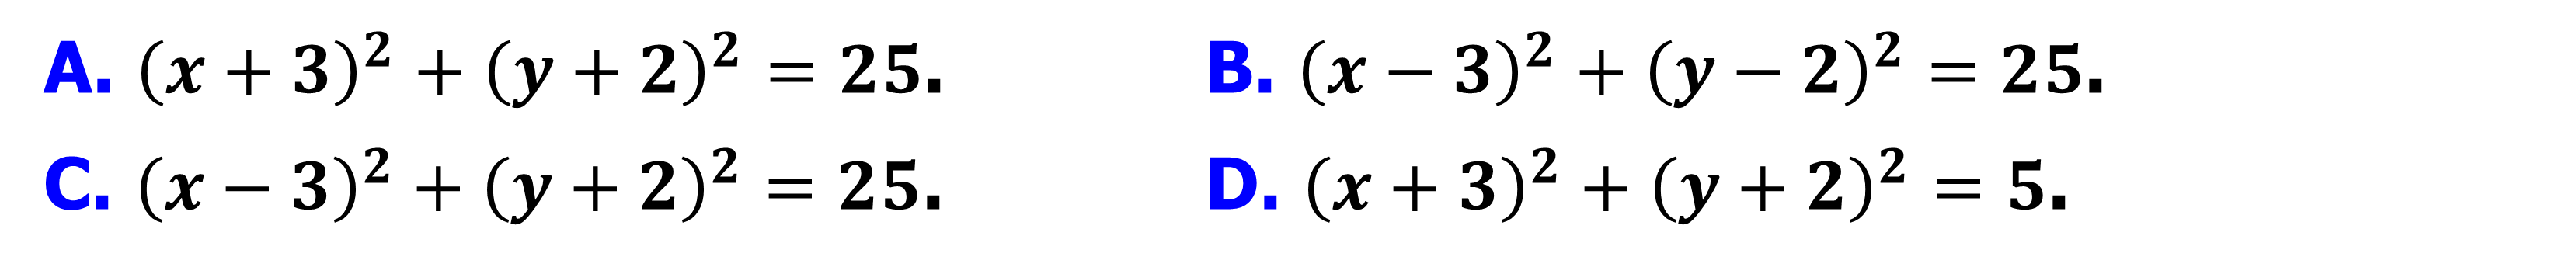 A. (x + 3)² + (y + 2)² = 25. B. (x − 3)² + (y − 2)² = 25.
C. (x − 3)² + (y + 2)² = 25. D. (x + 3)² + (y + 2)² = 5.